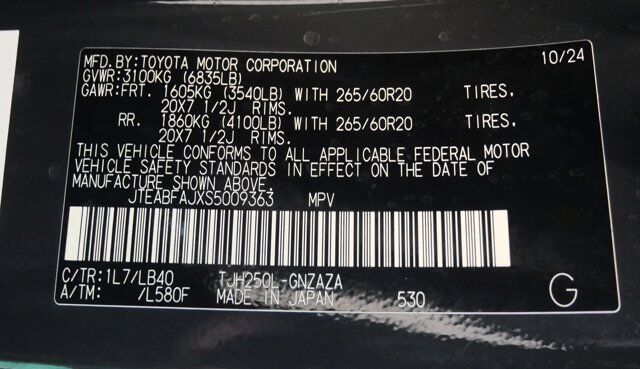 MFD. BY: TOYOTA MOTOR CORPORATION 10/24
GVWR: 3100KG (6835LB)
GAWR: FRT. 1605KG (3540LB) WITH 265/60R20 TIRES,
20X7 1/2J RIMS.
RR. 1860KG (4100LB) WITH 265/60R20 TIRES,
20X7 1/2J RIMS.
THIS VEHICLE CONFORMS TO ALL APPLICABLE FEDERAL MOTOR
VEHICLE SAFETY STANDARDS IN EFFECT ON THE DATE OF
MANUFACTURE SHOWN ABOVE.
JTEABFAJXS5009363 MPV
C/TR: 1L7/LB40 TJH250L-GNZAZA
A/TM: /L580F MADE IN JAPAN 530 G